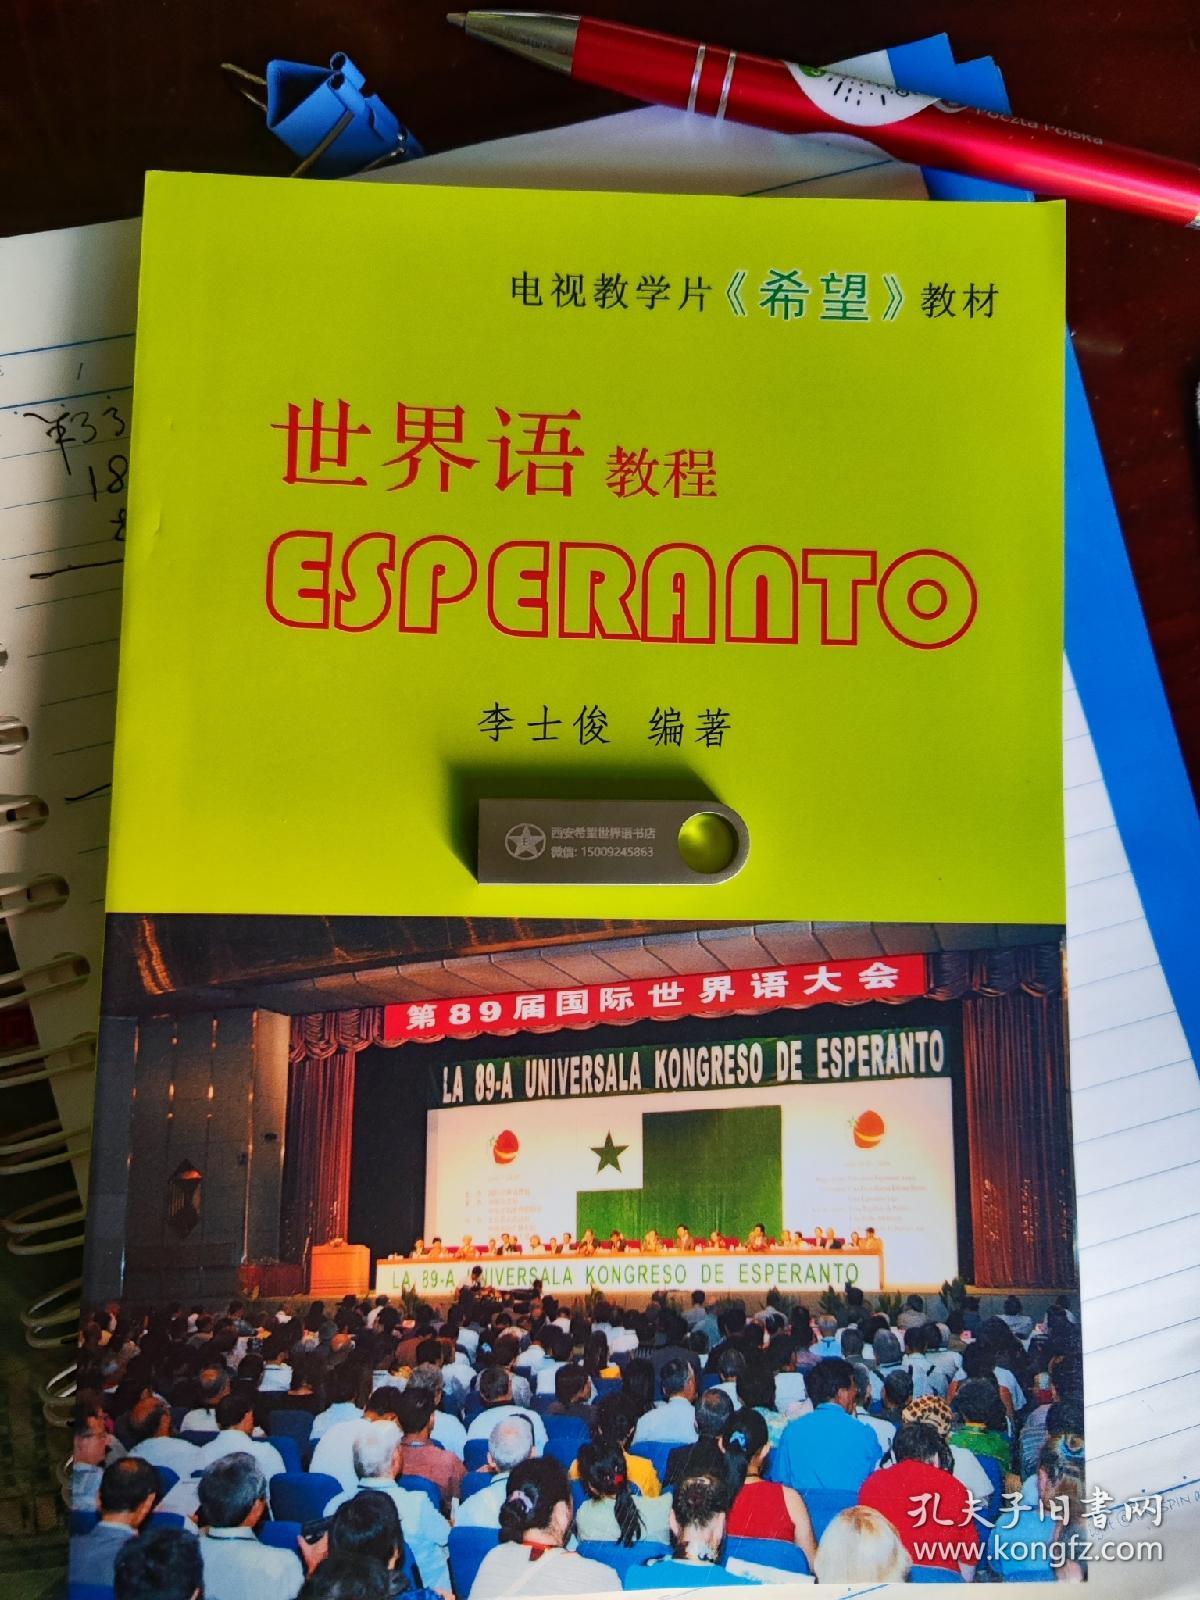 Poczta Polska
1
18
电视教学片《希望》教材
世界语 教程
ESPERANTO
李士俊 编著
西安希望世界语书店
微信: 15009245863
第89届国际世界语大会
LA 89-A UNIVERSALA KONGRESO DE ESPERANTO
LA 89-A UNIVERSALA KONGRESO DE ESPERANTO
孔夫子旧书网
www.kongfz.com